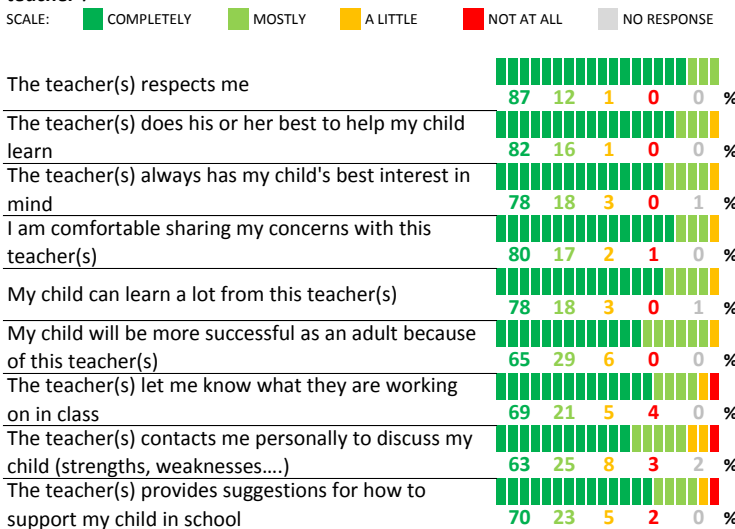 teacher?
SCALE: COMPLETELY MOSTLY A LITTLE NOT AT ALL NO RESPONSE
The teacher(s) respects me
87 12 1 0 0 %
The teacher(s) does his or her best to help my child
learn
82 16 1 0 0 %
The teacher(s) always has my child's best interest in
mind
78 18 3 0 1 %
I am comfortable sharing my concerns with this
teacher(s)
80 17 2 1 0 %
My child can learn a lot from this teacher(s)
78 18 3 0 1 %
My child will be more successful as an adult because
of this teacher(s)
65 29 6 0 0 %
The teacher(s) let me know what they are working
on in class
69 21 5 4 0 %
The teacher(s) contacts me personally to discuss my
child (strengths, weaknesses....)
63 25 8 3 2 %
The teacher(s) provides suggestions for how to
support my child in school
70 23 5 2 0 %